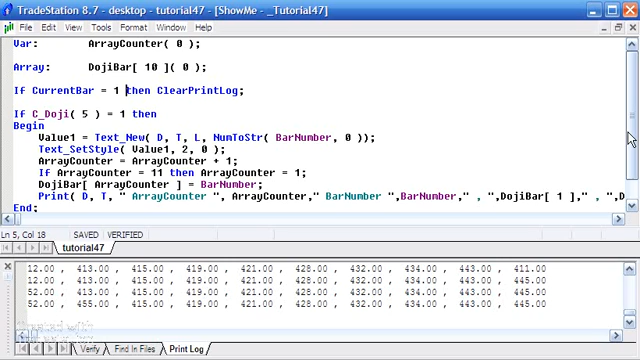 TradeStation 8.7 - desktop - tutorial47 - [ShowMe - _Tutorial47]
File Edit View Tools Format Window Help
Var: ArrayCounter( 0 );
Array: DojiBar[ 10 ]( 0 );
If CurrentBar = 1 then ClearPrintLog;
If C_Doji( 5 ) = 1 then
Begin
Value1 = Text_New( D, T, L, NumToStr( BarNumber, 0 ));
Text_SetStyle( Value1, 2, 0 );
ArrayCounter = ArrayCounter + 1;
If ArrayCounter = 11 then ArrayCounter = 1;
DojiBar[ ArrayCounter ] = BarNumber;
Print( D, T, " ArrayCounter ", ArrayCounter," BarNumber ",BarNumber," , ",DojiBar[ 1 ]," , ",D
End;
Ln 5, Col 18 SAVED VERIFIED
tutorial47
12.00 , 413.00 , 415.00 , 419.00 , 421.00 , 428.00 , 432.00 , 434.00 , 443.00 , 411.00
12.00 , 413.00 , 415.00 , 419.00 , 421.00 , 428.00 , 432.00 , 434.00 , 443.00 , 445.00
52.00 , 413.00 , 415.00 , 419.00 , 421.00 , 428.00 , 432.00 , 434.00 , 443.00 , 445.00
52.00 , 455.00 , 415.00 , 419.00 , 421.00 , 428.00 , 432.00 , 434.00 , 443.00 , 445.00
Verify Find In Files Print Log